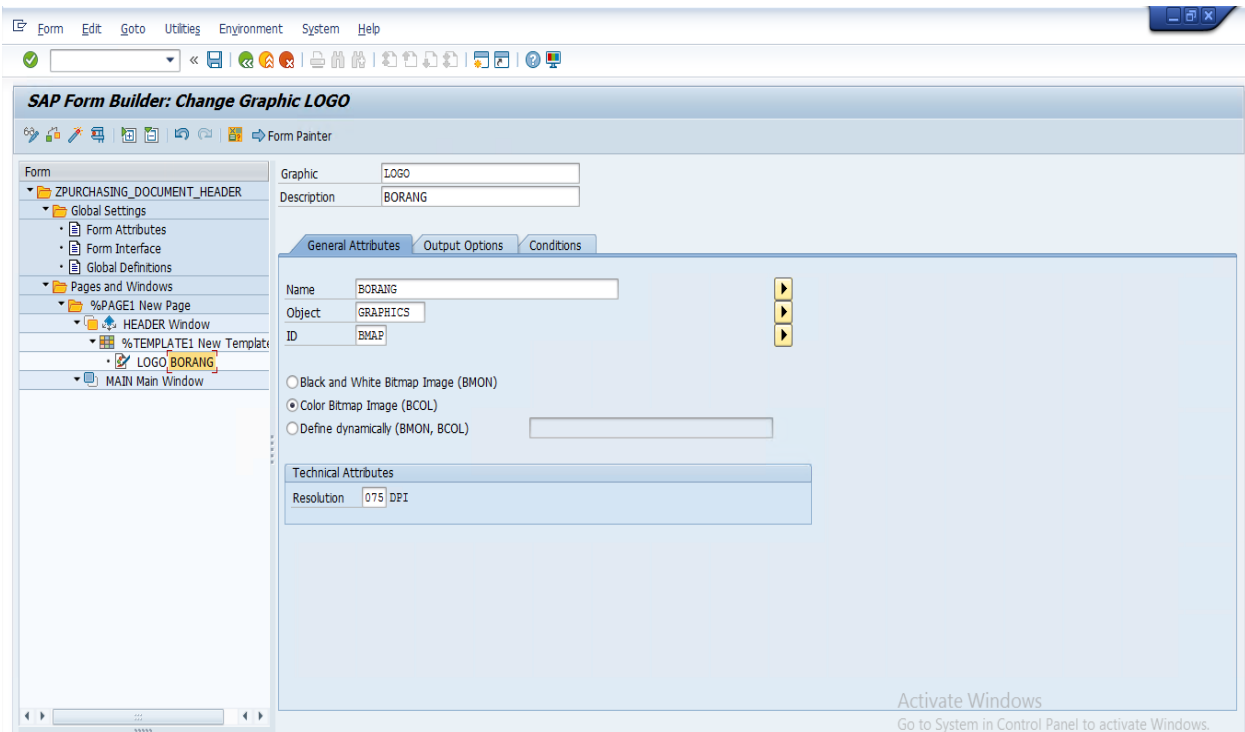 Form Edit Goto Utilities Environment System Help
SAP Form Builder: Change Graphic LOGO
Form Painter
Form
ZPURCHASING_DOCUMENT_HEADER
Global Settings
Form Attributes
Form Interface
Global Definitions
Pages and Windows
%PAGE1 New Page
HEADER Window
%TEMPLATE1 New Template
LOGO BORANG
MAIN Main Window
Graphic LOGO
Description BORANG
General Attributes Output Options Conditions
Name BORANG
Object GRAPHICS
ID BMAP
Black and White Bitmap Image (BMON)
Color Bitmap Image (BCOL)
Define dynamically (BMON, BCOL)
Technical Attributes
Resolution 075 DPI
Activate Windows
Go to System in Control Panel to activate Windows.